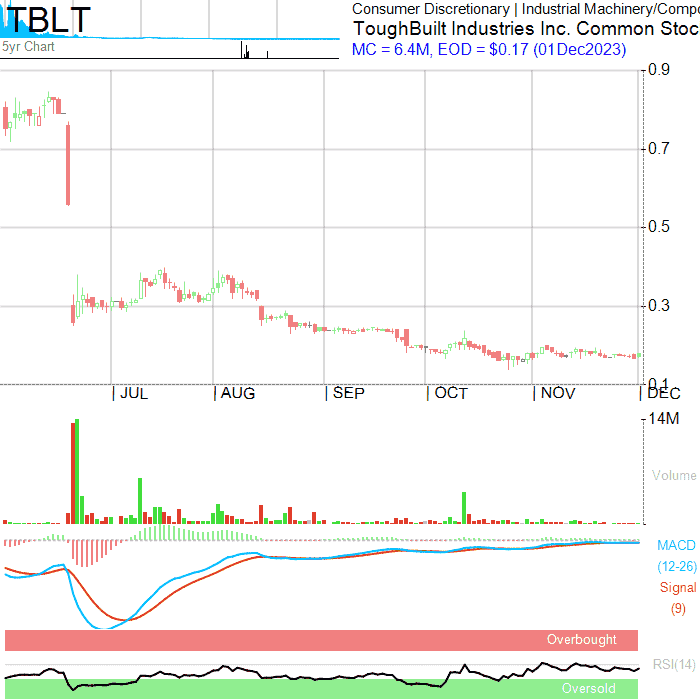 TBLT
5yr Chart
Consumer Discretionary | Industrial Machinery/Compo
ToughBuilt Industries Inc. Common Stoc
MC = 6.4M, EOD = $0.17 (01Dec2023)
0.9
0.7
0.5
0.3
0.1
JUL
AUG
SEP
OCT
NOV
DEC
14M
Volume
MACD
(12-26)
Signal
(9)
Overbought
RSI(14)
Oversold